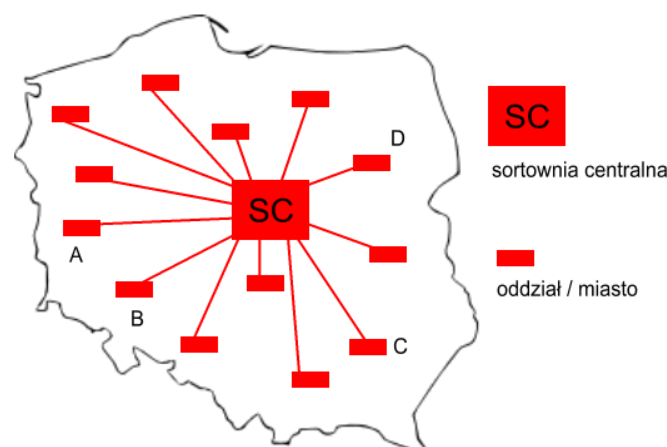 D
SC
sortownia centralna
SC
A
oddział / miasto
B
C